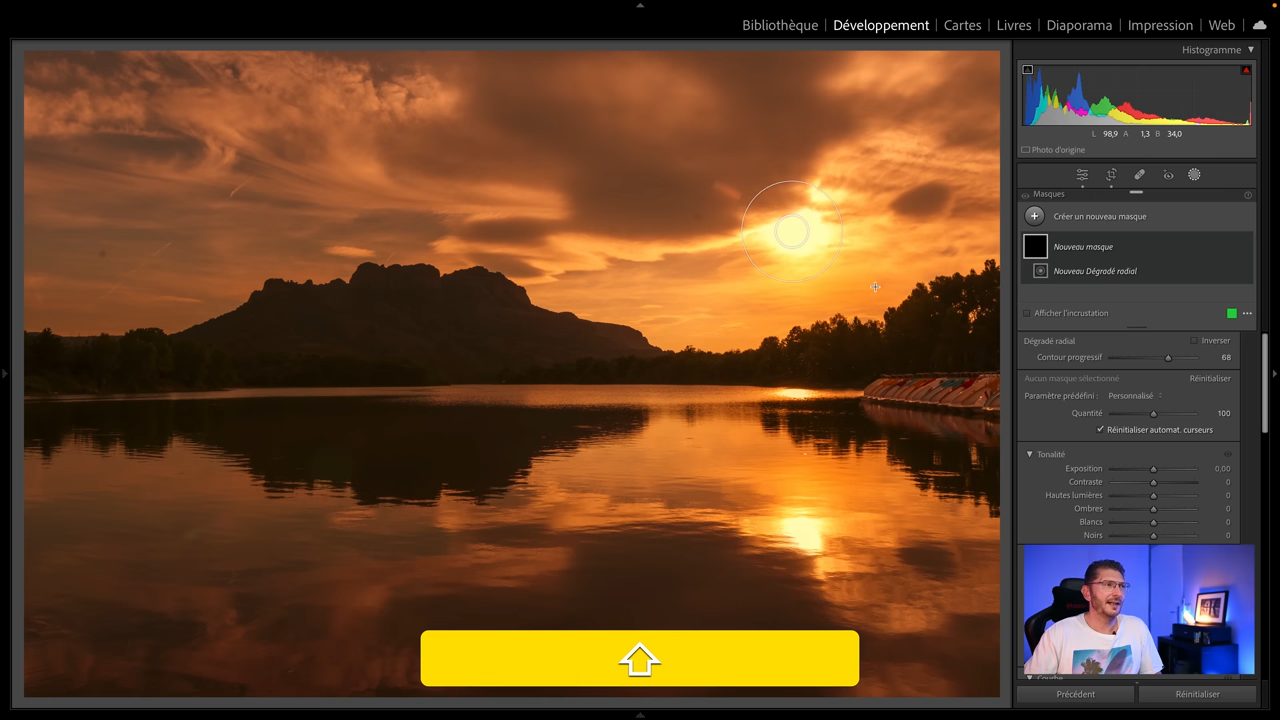 Bibliothèque | Développement | Cartes | Livres | Diaporama | Impression | Web
Histogramme
L 98,9 A 1,3 B 34,0
Photo d'origine
Masques
Créer un nouveau masque
Nouveau masque
Nouveau Dégradé radial
Afficher l'incrustation
Dégradé radial Inverser
Contour progressif 68
Aucun masque sélectionné Réinitialiser
Paramètre prédéfini : Personnalisé
Quantité 100
Réinitialiser automat. curseurs
Tonalité
Exposition 0,00
Contraste 0
Hautes lumières 0
Ombres 0
Blancs 0
Noirs 0
Courbe
Précédent Réinitialiser